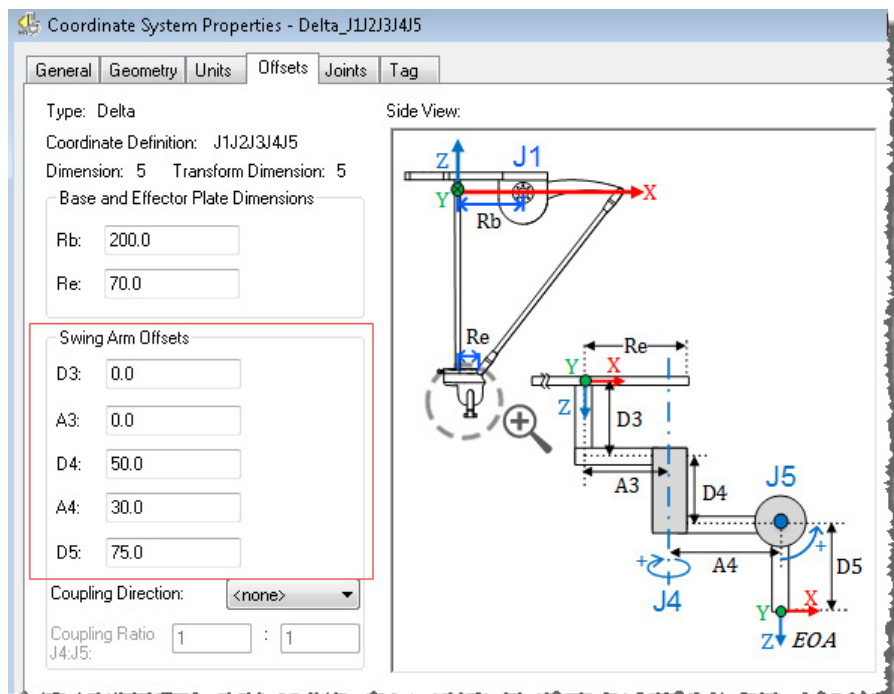 Coordinate System Properties - Delta_J1J2J3J4J5
General Geometry Units Offsets Joints Tag
Type: Delta
Coordinate Definition: J1J2J3J4J5
Dimension: 5 Transform Dimension: 5
Base and Effector Plate Dimensions
Rb: 200.0
Re: 70.0
Swing Arm Offsets
D3: 0.0
A3: 0.0
D4: 50.0
A4: 30.0
D5: 75.0
Coupling Direction: <none>
Coupling Ratio J4:J5: 1 : 1
Side View:
Z
J1
Y
X
Rb
Re
Re
Y
X
Z
D3
A3
D4
J5
+
A4
D5
+
J4
Y
X
Z
EOA